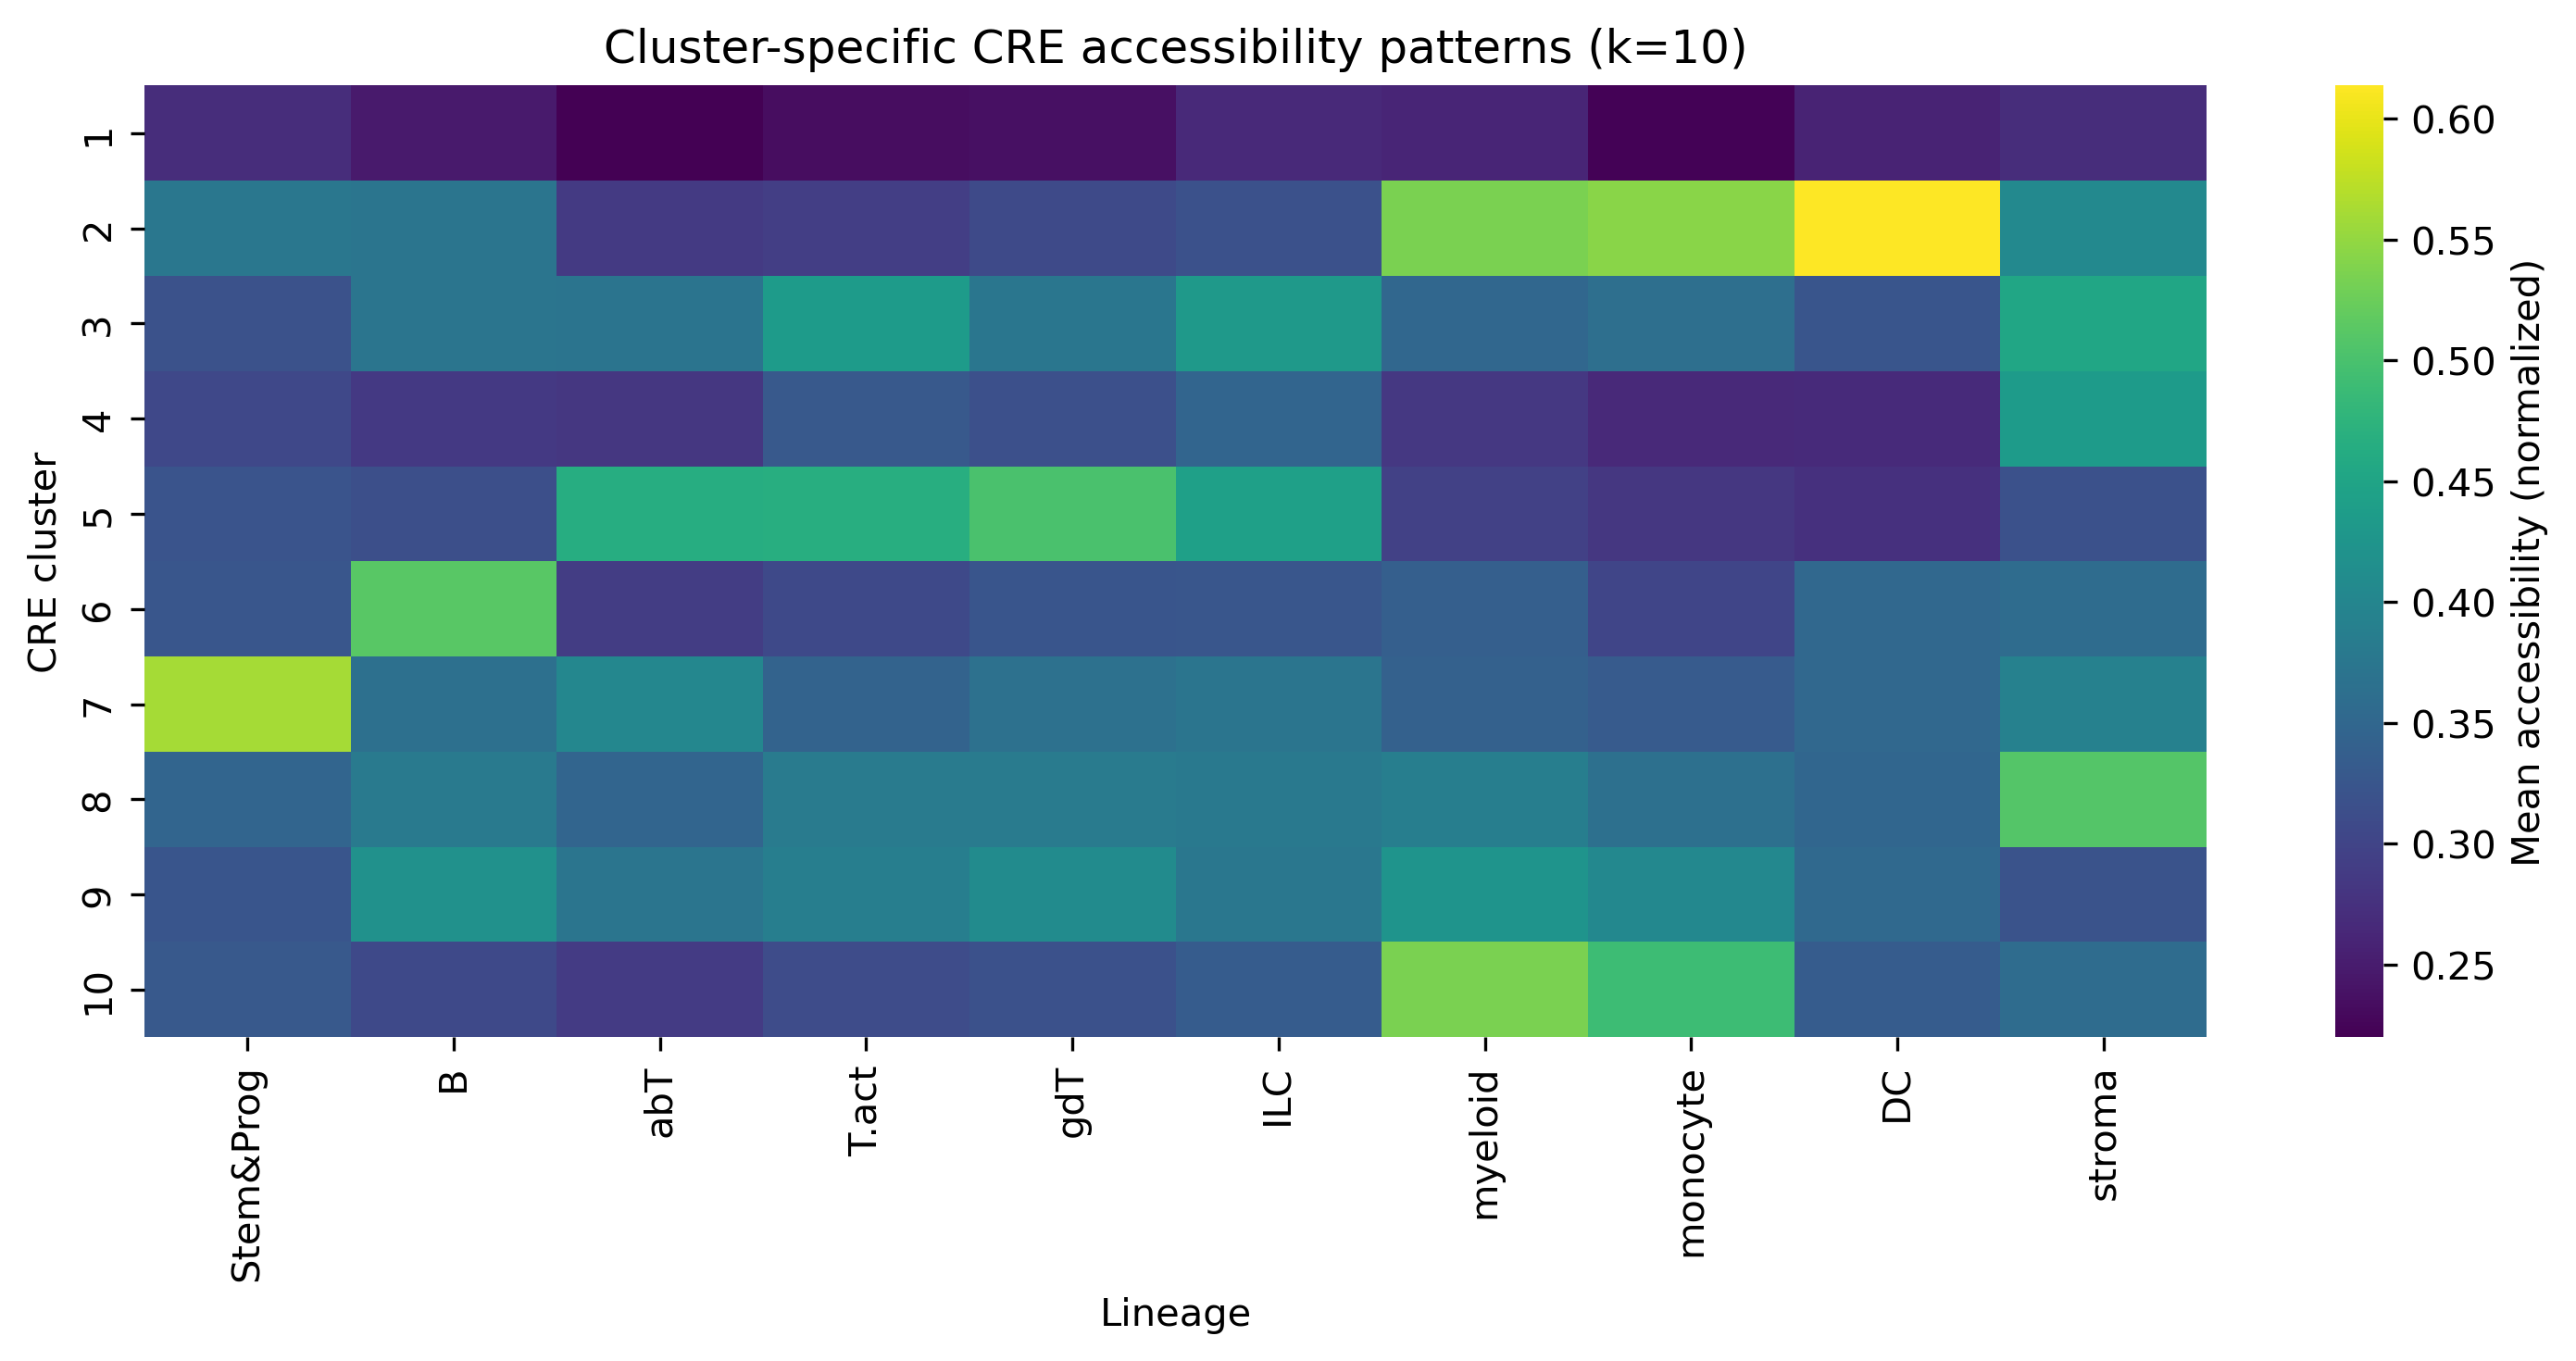 Cluster-specific CRE accessibility patterns (k=10)
CRE cluster
1
2
3
4
5
6
7
8
9
10
Stem&Prog
B
abT
T.act
gdT
ILC
myeloid
monocyte
DC
stroma
Lineage
0.60
0.55
0.50
0.45
0.40
0.35
0.30
0.25
Mean accessibility (normalized)